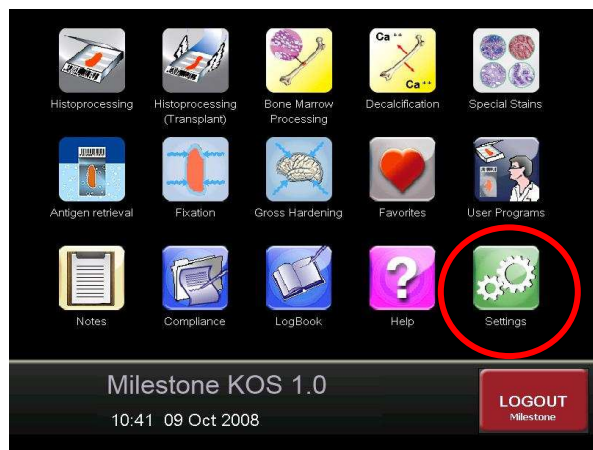 Ca ++
Ca ++
Histoprocessing
Histoprocessing
(Transplant)
Bone Marrow
Processing
Decalcification
Special Stains
Antigen retrieval
Fixation
Gross Hardening
Favorites
User Programs
?
Notes
Compliance
LogBook
Help
Settings
Milestone KOS 1.0
10:41 09 Oct 2008
LOGOUT
Milestone